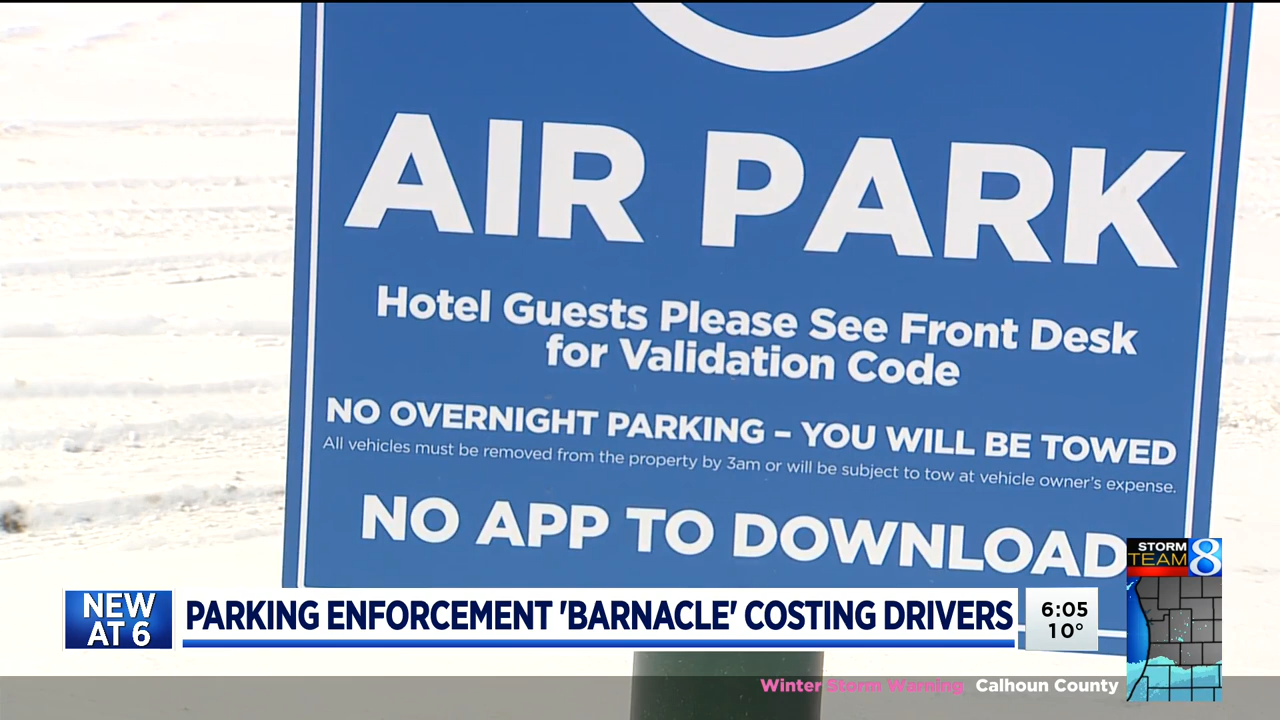 AIR PARK
Hotel Guests Please See Front Desk
for Validation Code
NO OVERNIGHT PARKING – YOU WILL BE TOWED
All vehicles must be removed from the property by 3am or will be subject to tow at vehicle owner's expense.
NO APP TO DOWNLOAD
STORM
TEAM 8
NEW
AT 6
PARKING ENFORCEMENT 'BARNACLE' COSTING DRIVERS
6:05
10°
Winter Storm Warning Calhoun County